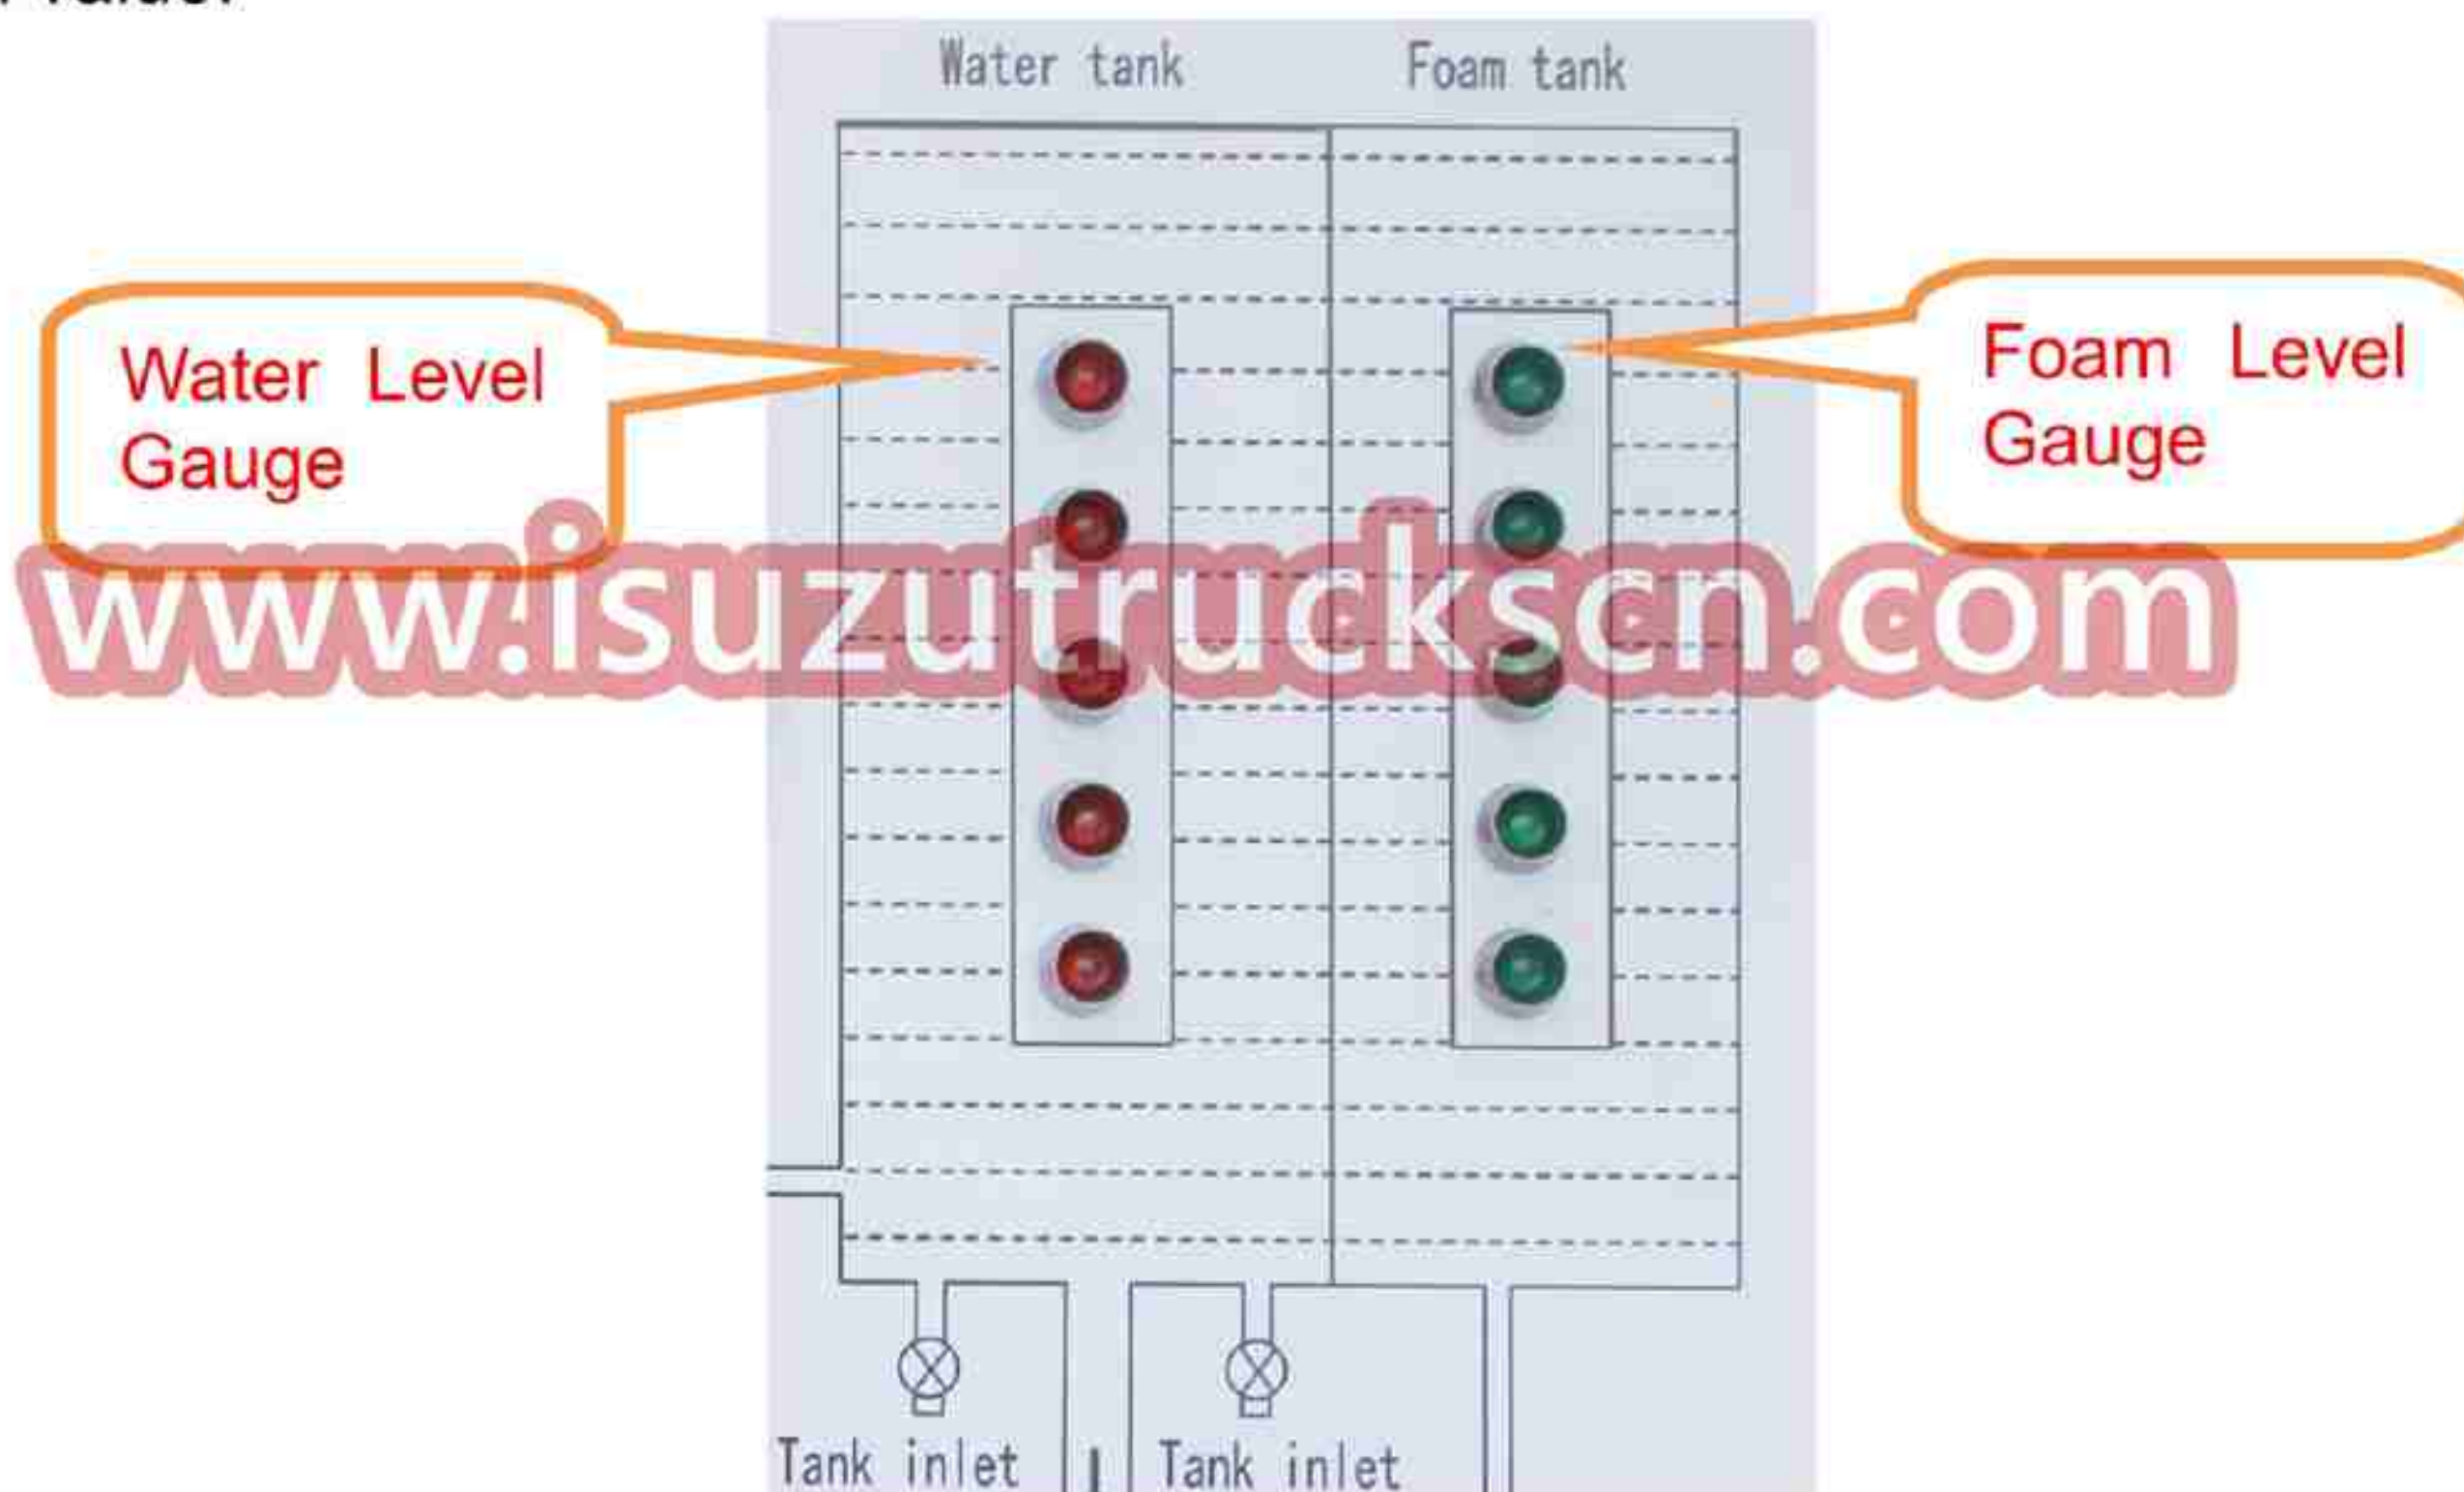 Water tank
Foam tank
Water Level
Gauge
Foam Level
Gauge
www.isuzutruckscn.com
Tank inlet
Tank inlet